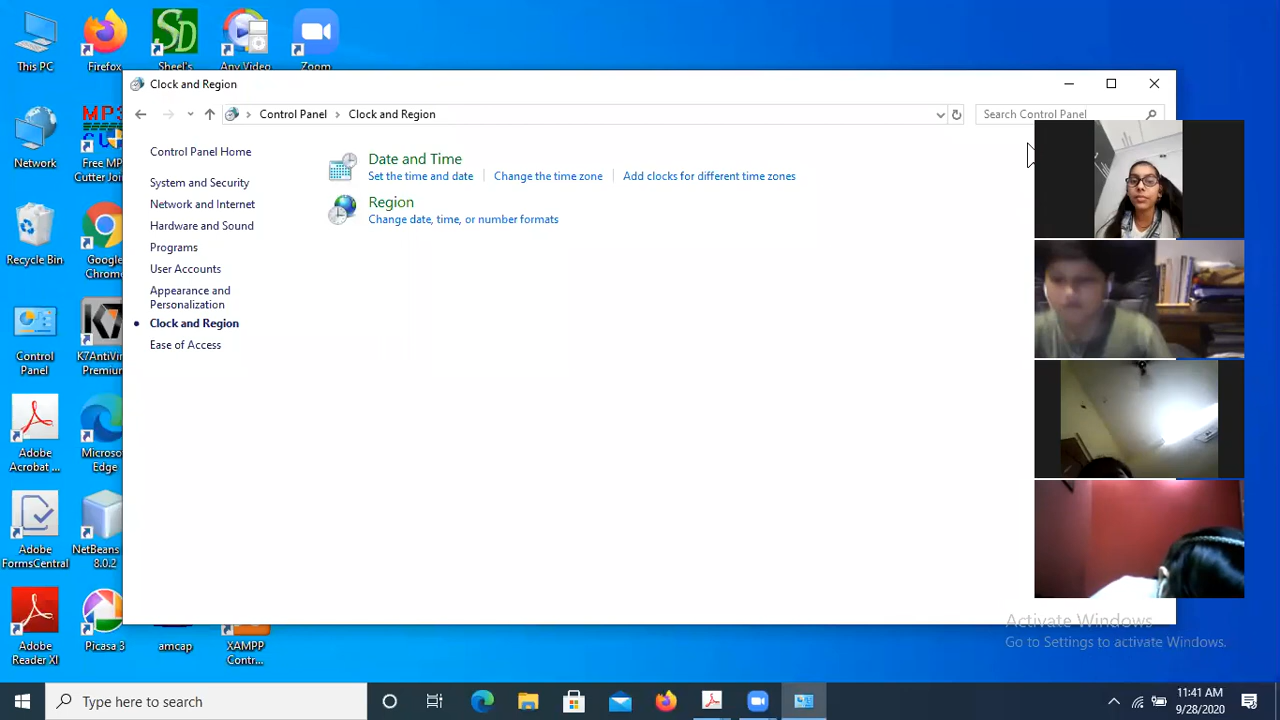 This PC
Firefox
Sheel's
Any Video
Zoom
Clock and Region
Control Panel
Clock and Region
Search Control Panel
Network
Free MP
Cutter Join
Control Panel Home
System and Security
Network and Internet
Hardware and Sound
Programs
User Accounts
Appearance and
Personalization
Clock and Region
Ease of Access
Date and Time
Set the time and date
Change the time zone
Add clocks for different time zones
Region
Change date, time, or number formats
Recycle Bin
Google
Chrome
Control
Panel
K7AntiVir
Premium
Adobe
Acrobat ...
Micros
Edge
Adobe
FormsCentral
NetBeans
8.0.2
Adobe
Reader XI
Picasa 3
amcap
XAMPP
Contr...
Activate Windows
Go to Settings to activate Windows.
Type here to search
11:41 AM
9/28/2020